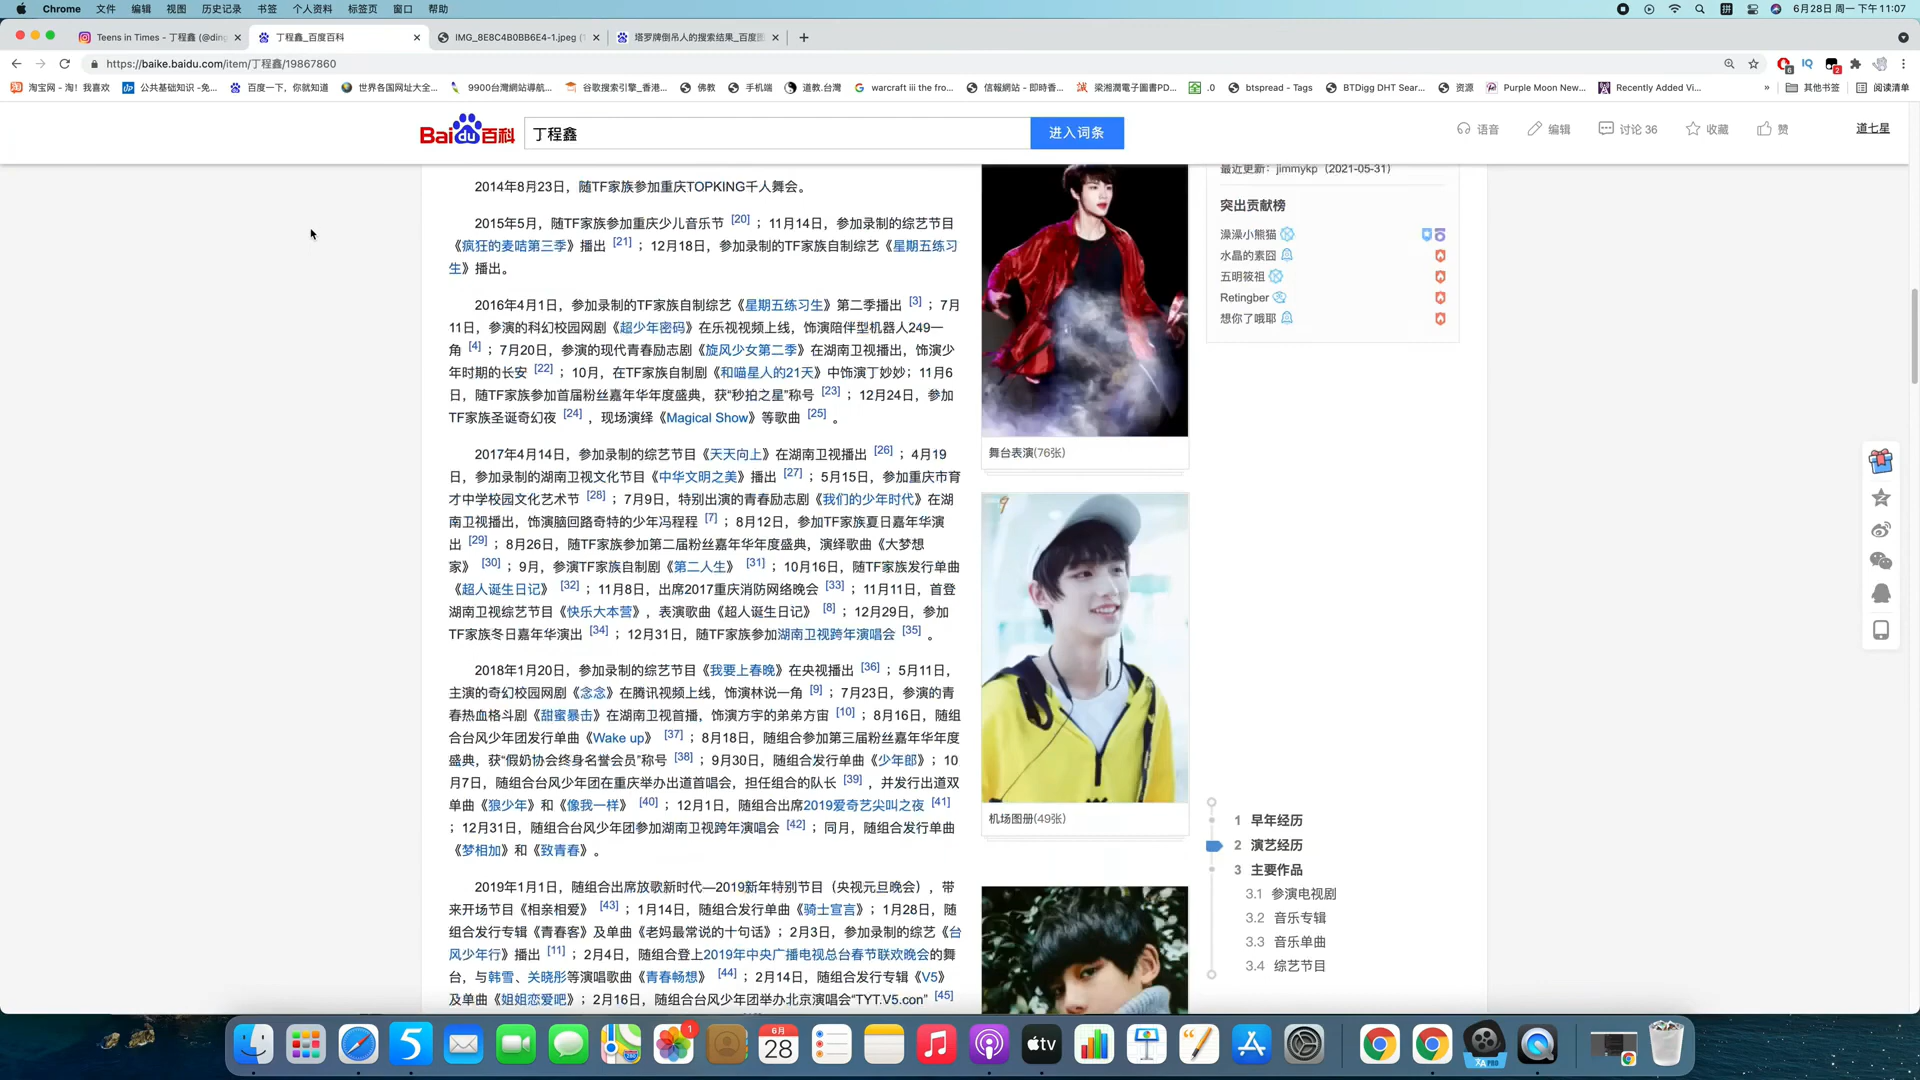 Chrome 文件 编辑 视图 历史记录 书签 个人资料 标签页 窗口 帮助
拼
6月28日 周一 下午11:07
Teens in Times - 丁程鑫 (@ding
丁程鑫_百度百科
IMG_8E8C4B0BB6E4-1.jpeg (
塔罗牌倒吊人的搜索结果_百度图
https://baike.baidu.com/item/丁程鑫/19867860
IQ
6
2
淘宝网 - 淘！我喜欢
公共基础知识 -免...
百度一下，你就知道
世界各国网址大全...
9900台灣網站導航...
谷歌搜索引擎_香港...
佛教
手机端
道教.台灣
warcraft iii the fro...
信報網站 - 即時香...
梁湘潤電子圖書PD...
.0
btspread - Tags
BTDigg DHT Sear...
资源
Purple Moon New...
Recently Added Vi...
»
其他书签
阅读清单
Baidu百科
丁程鑫
进入词条
语音
编辑
讨论 36
收藏
赞
道七星
2014年8月23日，随TF家族参加重庆TOPKING千人舞会。
2015年5月，随TF家族参加重庆少儿音乐节 [20] ；11月14日，参加录制的综艺节目
《疯狂的麦咭第三季》播出 [21] ；12月18日，参加录制的TF家族自制综艺《星期五练习
生》播出。
2016年4月1日，参加录制的TF家族自制综艺《星期五练习生》第二季播出 [3] ；7月
11日，参演的科幻校园网剧《超少年密码》在乐视视频上线，饰演陪伴型机器人249一
角 [4] ；7月20日，参演的现代青春励志剧《旋风少女第二季》在湖南卫视播出，饰演少
年时期的长安 [22] ；10月，在TF家族自制剧《和喵星人的21天》中饰演丁妙妙；11月6
日，随TF家族参加首届粉丝嘉年华年度盛典，获“秒拍之星”称号 [23] ；12月24日，参加
TF家族圣诞奇幻夜 [24] ，现场演绎《Magical Show》等歌曲 [25] 。
2017年4月14日，参加录制的综艺节目《天天向上》在湖南卫视播出 [26] ；4月19
日，参加录制的湖南卫视文化节目《中华文明之美》播出 [27] ；5月15日，参加重庆市育
才中学校园文化艺术节 [28] ；7月9日，特别出演的青春励志剧《我们的少年时代》在湖
南卫视播出，饰演脑回路奇特的少年冯程程 [7] ；8月12日，参加TF家族夏日嘉年华演
出 [29] ；8月26日，随TF家族参加第二届粉丝嘉年华年度盛典，演绎歌曲《大梦想
家》 [30] ；9月，参演TF家族自制剧《第二人生》 [31] ；10月16日，随TF家族发行单曲
《超人诞生日记》 [32] ；11月8日，出席2017重庆消防网络晚会 [33] ；11月11日，首登
湖南卫视综艺节目《快乐大本营》，表演歌曲《超人诞生日记》 [8] ；12月29日，参加
TF家族冬日嘉年华演出 [34] ；12月31日，随TF家族参加湖南卫视跨年演唱会 [35] 。
2018年1月20日，参加录制的综艺节目《我要上春晚》在央视播出 [36] ；5月11日，
主演的奇幻校园网剧《念念》在腾讯视频上线，饰演林说一角 [9] ；7月23日，参演的青
春热血格斗剧《甜蜜暴击》在湖南卫视首播，饰演方宇的弟弟方宙 [10] ；8月16日，随组
合台风少年团发行单曲《Wake up》 [37] ；8月18日，随组合参加第三届粉丝嘉年华年度
盛典，获“假奶协会终身名誉会员”称号 [38] ；9月30日，随组合发行单曲《少年郎》；10
月7日，随组合台风少年团在重庆举办出道首唱会，担任组合的队长 [39] ，并发行出道双
单曲《狼少年》和《像我一样》 [40] ；12月1日，随组合出席2019爱奇艺尖叫之夜 [41]
；12月31日，随组合台风少年团参加湖南卫视跨年演唱会 [42] ；同月，随组合发行单曲
《梦相加》和《致青春》。
2019年1月1日，随组合出席放歌新时代—2019新年特别节目（央视元旦晚会），带
来开场节目《相亲相爱》 [43] ；1月14日，随组合发行单曲《骑士宣言》；1月28日，随
组合发行专辑《青春客》及单曲《老妈最常说的十句话》；2月3日，参加录制的综艺《台
风少年行》播出 [11] ；2月4日，随组合登上2019年中央广播电视总台春节联欢晚会的舞
台，与韩雪、关晓彤等演唱歌曲《青春畅想》 [44] ；2月14日，随组合发行专辑《V5》
及单曲《姐姐恋爱吧》；2月16日，随组合台风少年团举办北京演唱会“TYT.V5.con” [45]
舞台表演(76张)
机场图册(49张)
最近更新：jimmykp（2021-05-31）
突出贡献榜
澡澡小熊猫
水晶的素囧
五明筱祖
Retingber
想你了哦耶
1 早年经历
2 演艺经历
3 主要作品
3.1 参演电视剧
3.2 音乐专辑
3.3 音乐单曲
3.4 综艺节目
5
1
6月
28
tv
PRO